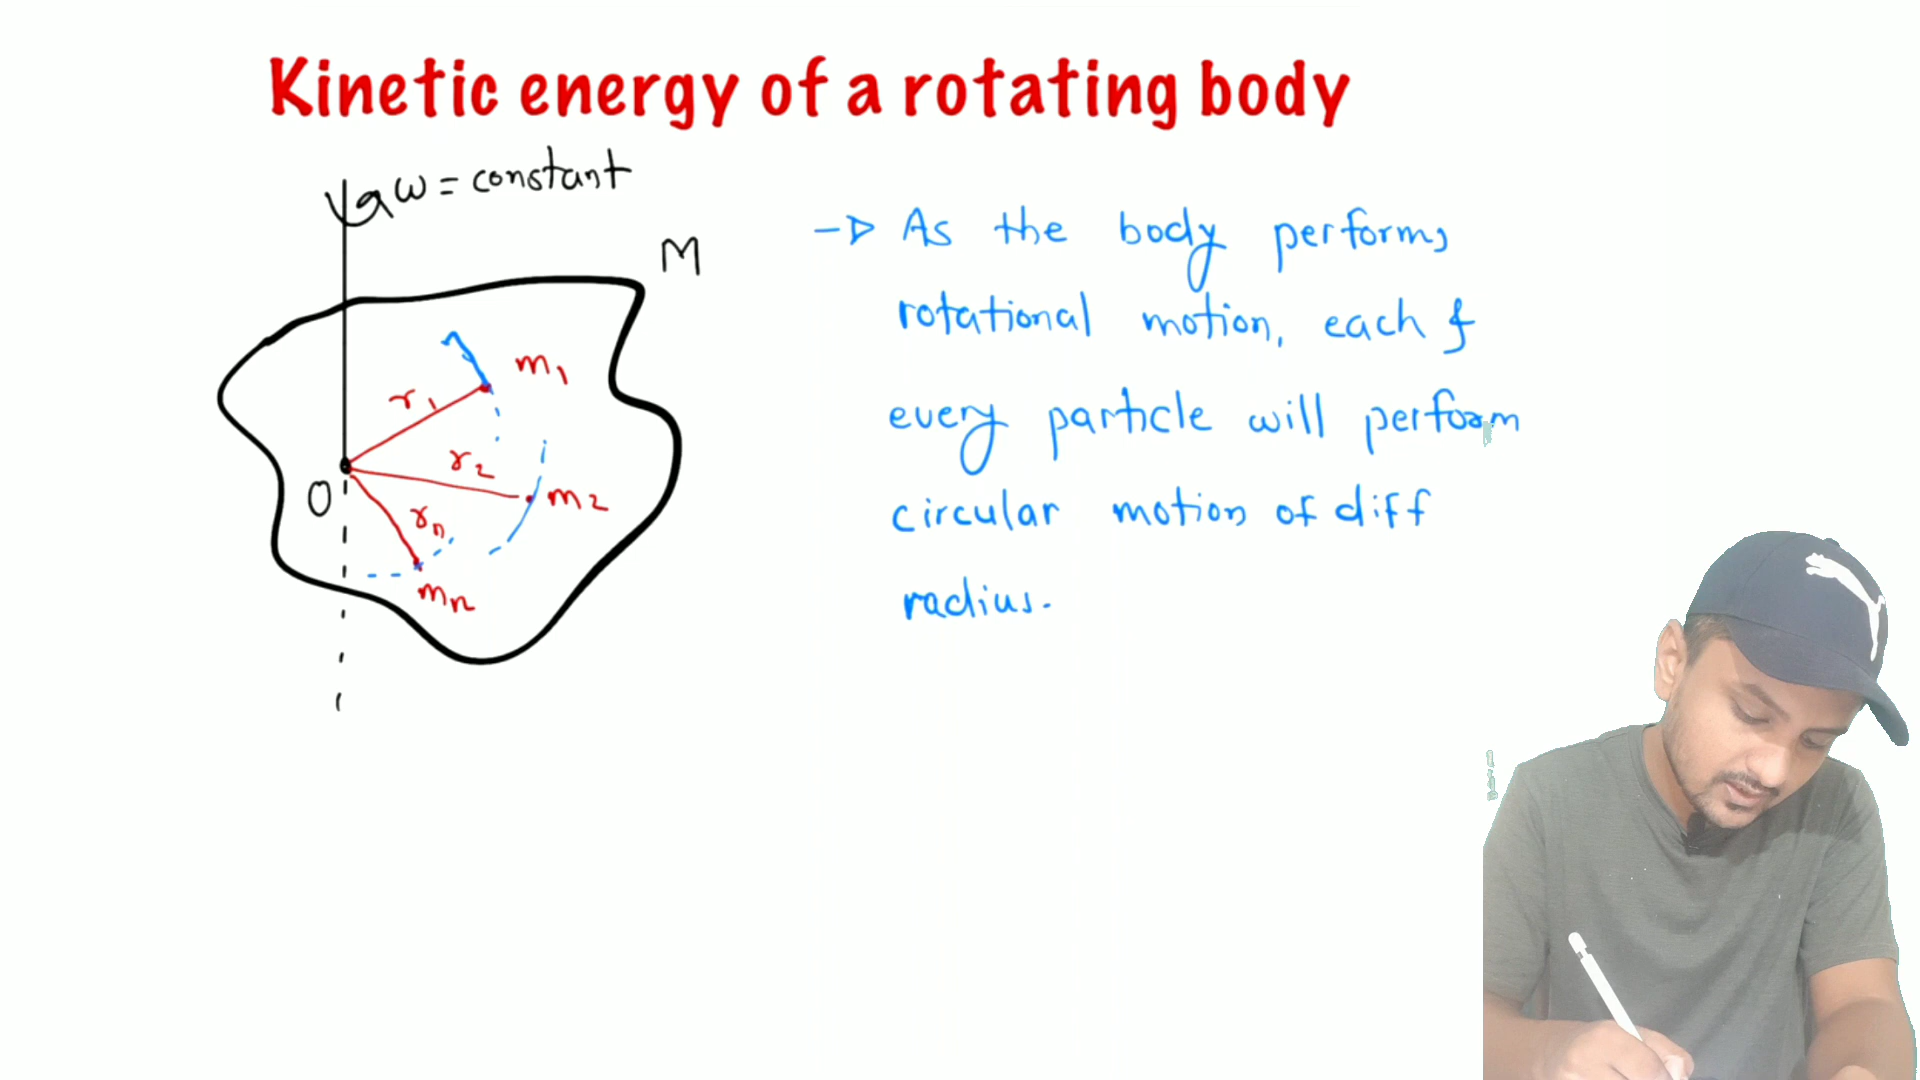 Kinetic energy of a rotating body
ω = constant
M
→ As the body performs
rotational motion, each &
every particle will perform
circular motion of diff
radius.
m1
r1
r2
m2
O
rn
mn